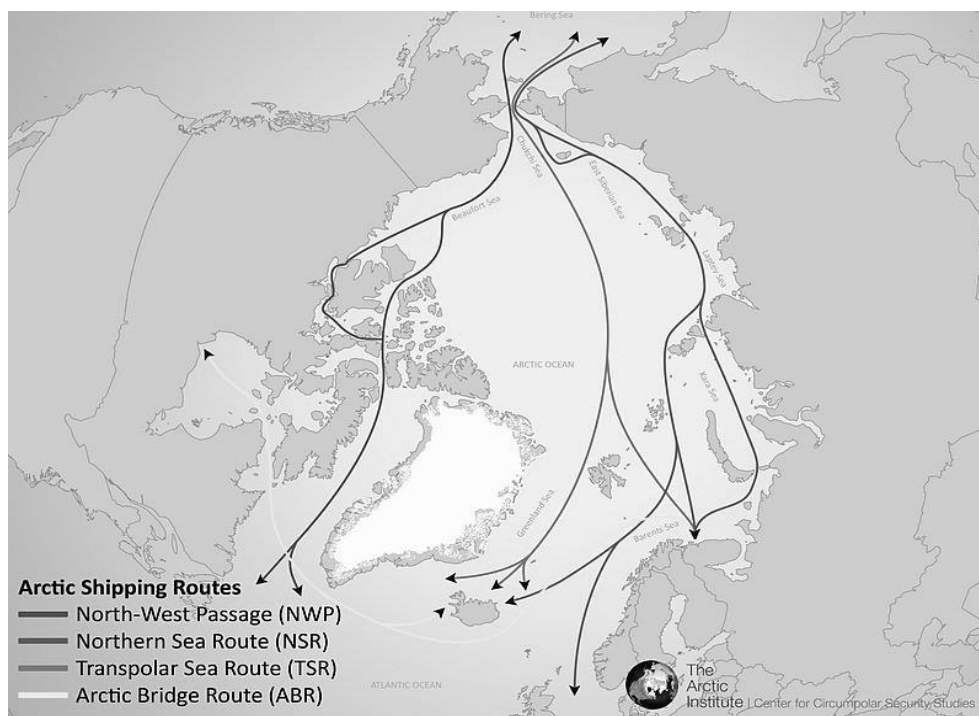 Bering Sea
Chukchi Sea
East Siberian Sea
Beaufort Sea
Laptev Sea
ARCTIC OCEAN
Kara Sea
Greenland Sea
Barents Sea
Arctic Shipping Routes
North-West Passage (NWP)
Northern Sea Route (NSR)
Transpolar Sea Route (TSR)
Arctic Bridge Route (ABR)
ATLANTIC OCEAN
The
Arctic
Institute | Center for Circumpolar Security Studies